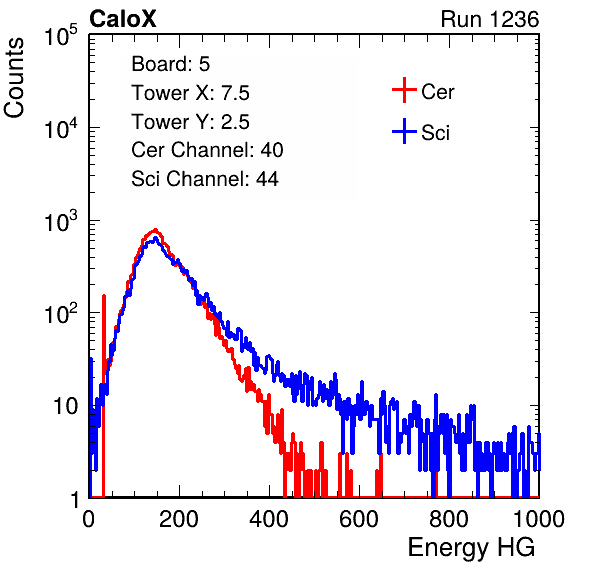 CaloX Run 1236
Counts
10^5
10^4
10^3
10^2
10
1
Board: 5
Tower X: 7.5
Tower Y: 2.5
Cer Channel: 40
Sci Channel: 44
Cer
Sci
0 200 400 600 800 1000
Energy HG